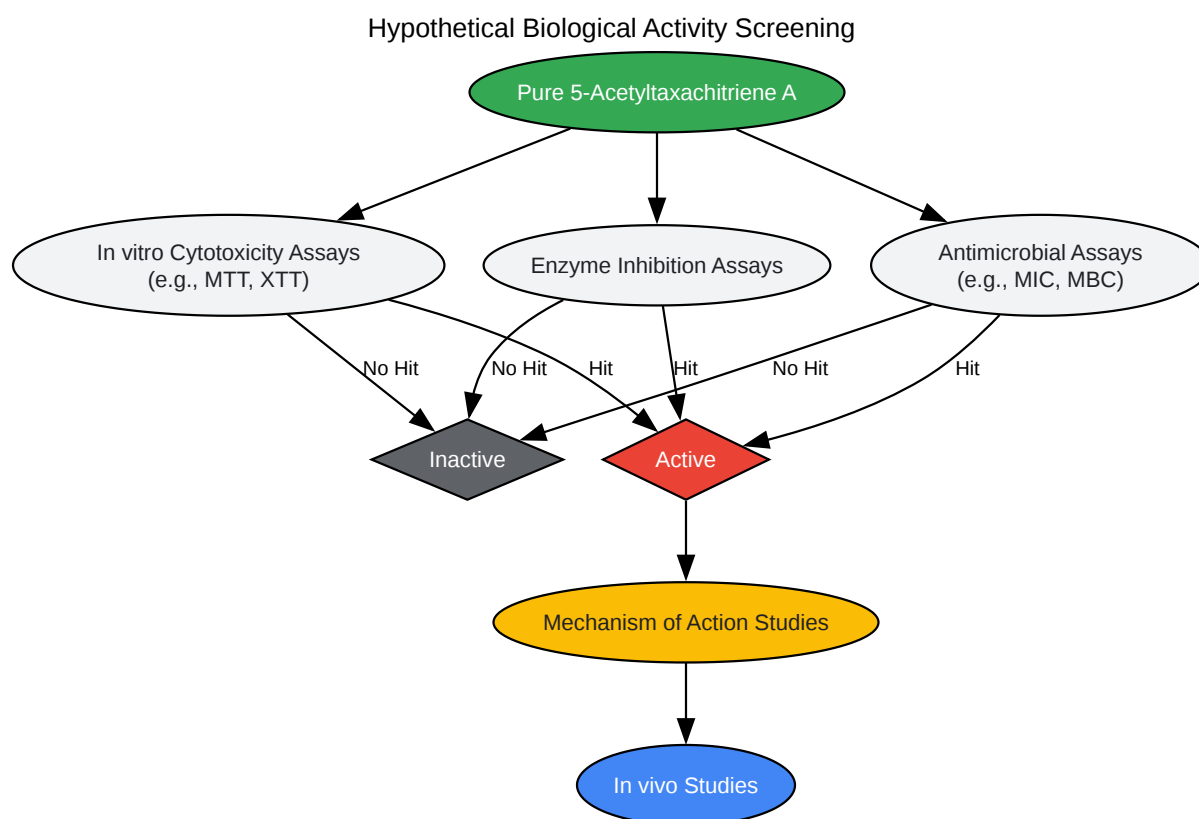 Hypothetical Biological Activity Screening
Pure 5-Acetyltaxachitriene A
In vitro Cytotoxicity Assays
(e.g., MTT, XTT)
Enzyme Inhibition Assays
Antimicrobial Assays
(e.g., MIC, MBC)
No Hit
No Hit
Hit
Hit
No Hit
Hit
Inactive
Active
Mechanism of Action Studies
In vivo Studies